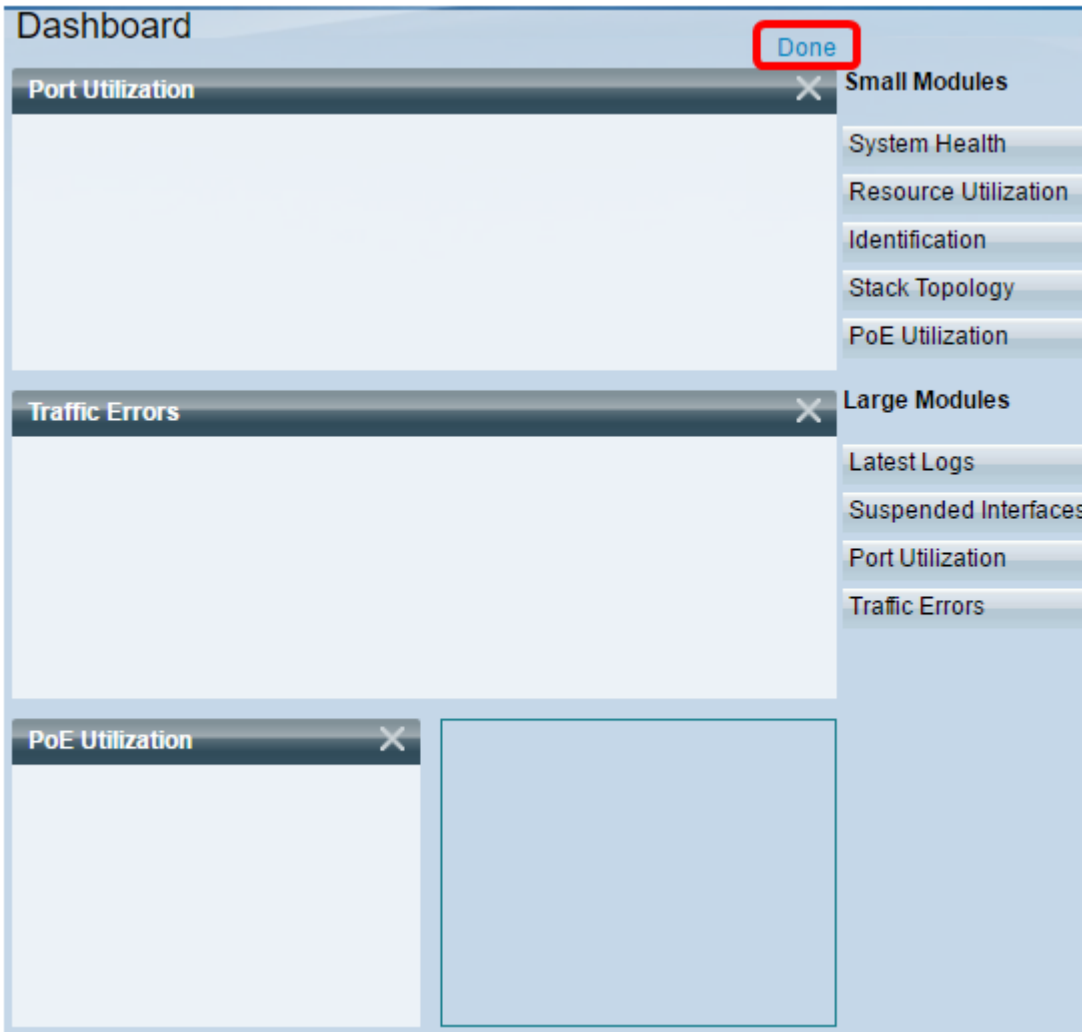 Dashboard
Done
Port Utilization
Traffic Errors
PoE Utilization
Small Modules
System Health
Resource Utilization
Identification
Stack Topology
PoE Utilization
Large Modules
Latest Logs
Suspended Interfaces
Port Utilization
Traffic Errors